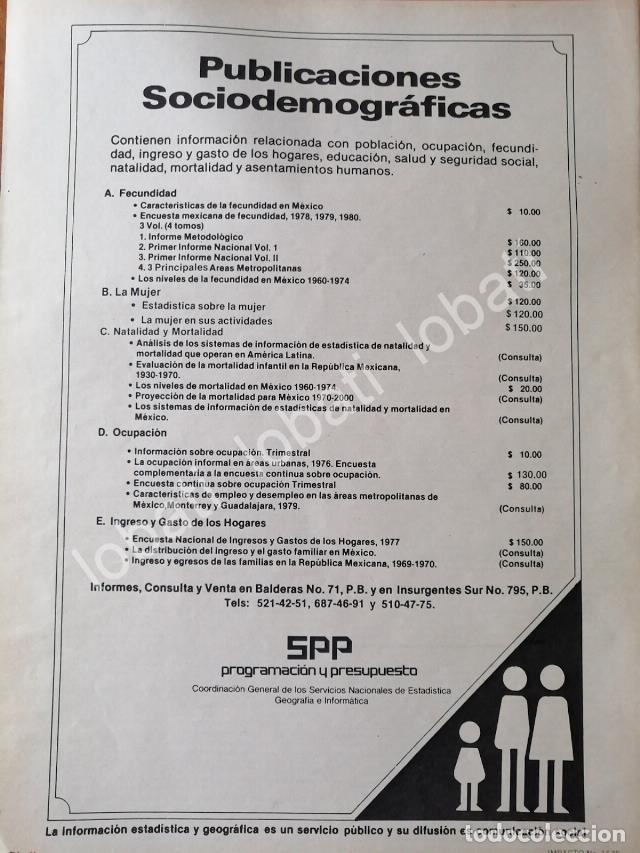 Publicaciones
Sociodemográficas
Contienen información relacionada con población, ocupación, fecundi-
dad, ingreso y gasto de los hogares, educación, salud y seguridad social,
natalidad, mortalidad y asentamientos humanos.
A. Fecundidad
• Características de la fecundidad en México $ 10.00
• Encuesta mexicana de fecundidad, 1978, 1979, 1980.
3 Vol. (4 tomos)
1. Informe Metodológico $ 160.00
2. Primer Informe Nacional Vol. 1 $ 110.00
3. Primer Informe Nacional Vol. II $ 250.00
4. 3 Principales Areas Metropolitanas $ 120.00
• Los niveles de la fecundidad en México 1960-1974 $ 35.00
B. La Mujer $ 120.00
• Estadística sobre la mujer $ 120.00
• La mujer en sus actividades $ 150.00
C. Natalidad y Mortalidad
• Análisis de los sistemas de información de estadística de natalidad y
mortalidad que operan en América Latina. (Consulta)
• Evaluación de la mortalidad infantil en la República Mexicana,
1930-1970. (Consulta)
• Los niveles de mortalidad en México 1960-1974 $ 20.00
• Proyección de la mortalidad para México 1970-2000 (Consulta)
• Los sistemas de información de estadísticas de natalidad y mortalidad en
México. (Consulta)
D. Ocupación
• Información sobre ocupación. Trimestral $ 10.00
• La ocupación informal en áreas urbanas, 1976. Encuesta
complementaria a la encuesta contínua sobre ocupación. $ 130.00
• Encuesta contínua sobre ocupación Trimestral $ 80.00
• Características de empleo y desempleo en las áreas metropolitanas de
México, Monterrey y Guadalajara, 1979. (Consulta)
E. Ingreso y Gasto de los Hogares
• Encuesta Nacional de Ingresos y Gastos de los Hogares, 1977 $ 150.00
• La distribución del ingreso y el gasto familiar en México. (Consulta)
• Ingreso y egresos de las familias en la República Mexicana, 1969-1970. (Consulta)
Informes, Consulta y Venta en Balderas No. 71, P.B. y en Insurgentes Sur No. 795, P.B.
Tels: 521-42-51, 687-46-91 y 510-47-75.
SPP
programación y presupuesto
Coordinación General de los Servicios Nacionales de Estadística
Geografía e Informática
La información estadística y geográfica es un servicio público y su difusión es comunicación social
lobati lobati lobati lobati
todocoleccion